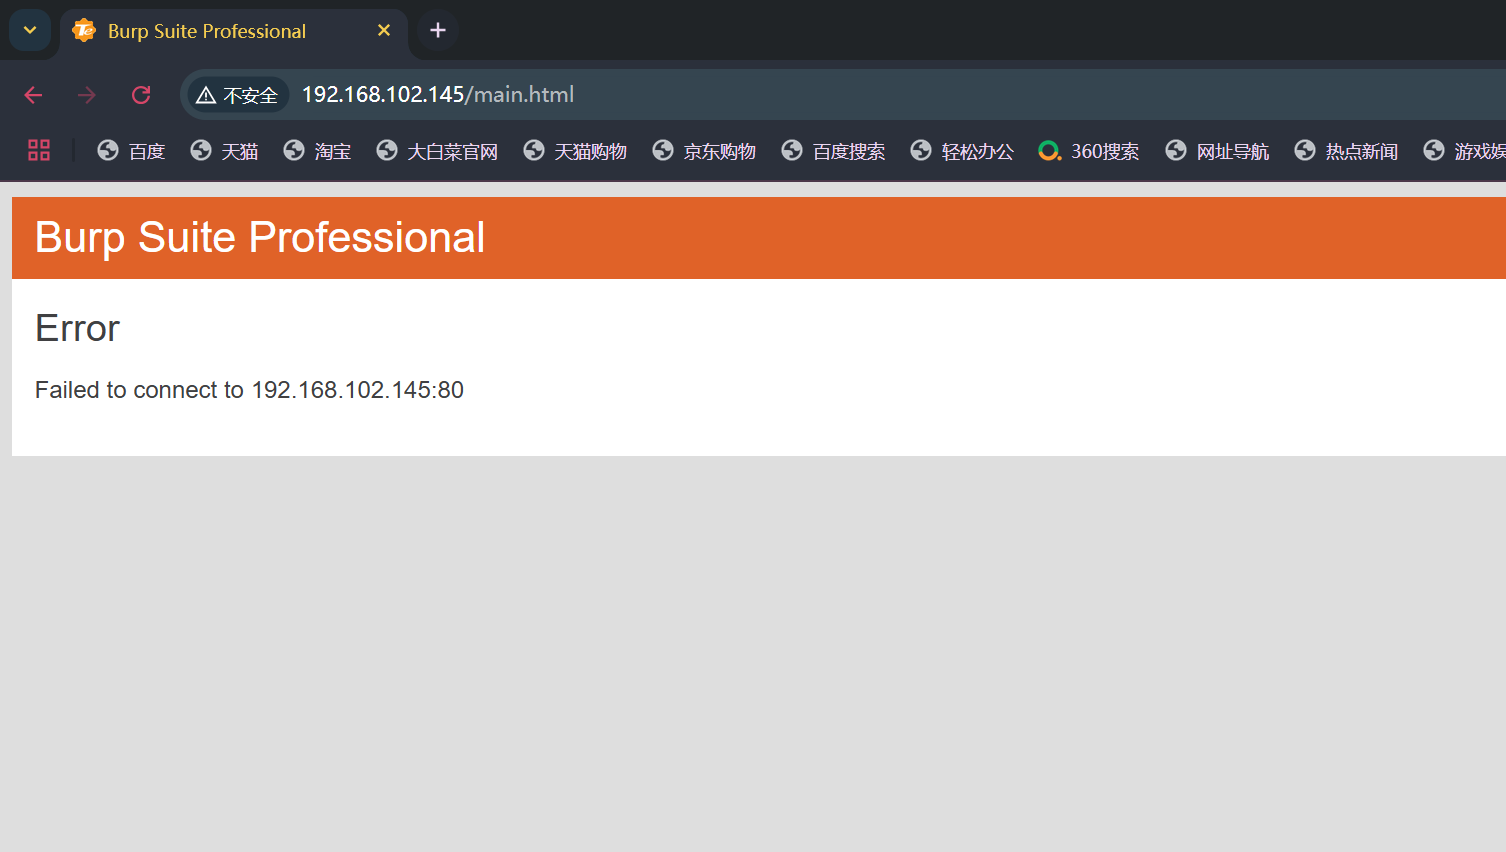 Burp Suite Professional
不安全 192.168.102.145/main.html
百度 天猫 淘宝 大白菜官网 天猫购物 京东购物 百度搜索 轻松办公 360搜索 网址导航 热点新闻 游戏娱
Burp Suite Professional
Error
Failed to connect to 192.168.102.145:80